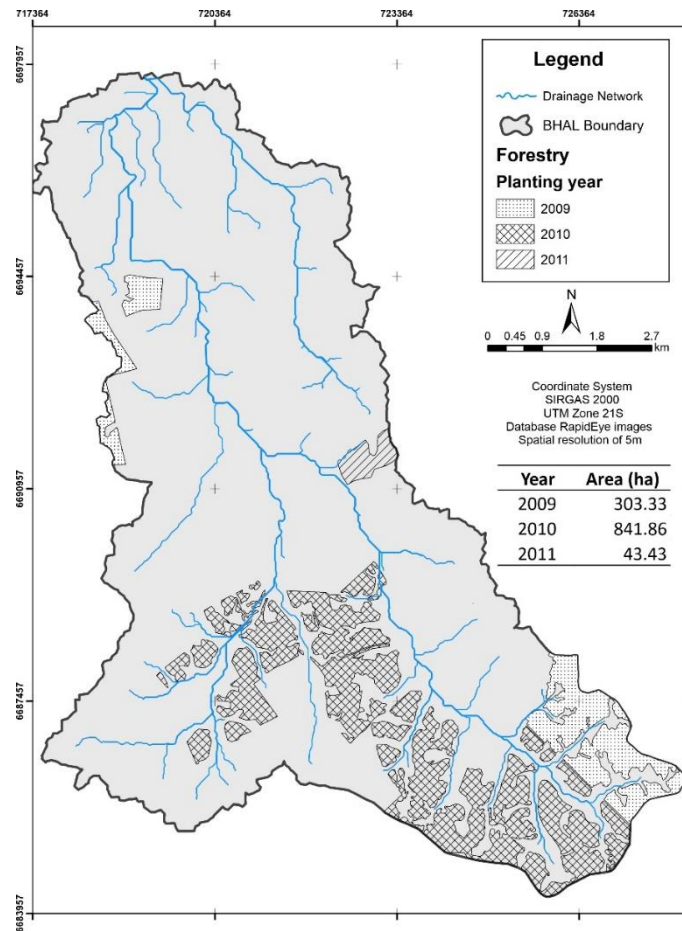 717364 720364 723364 726364
6697957
6694457
6690957
6687457
6683957
Legend
Drainage Network
BHAL Boundary
Forestry
Planting year
2009
2010
2011
N
0 0.45 0.9 1.8 2.7
km
Coordinate System
SIRGAS 2000
UTM Zone 21S
Database RapidEye images
Spatial resolution of 5m
Year Area (ha)
2009 303.33
2010 841.86
2011 43.43